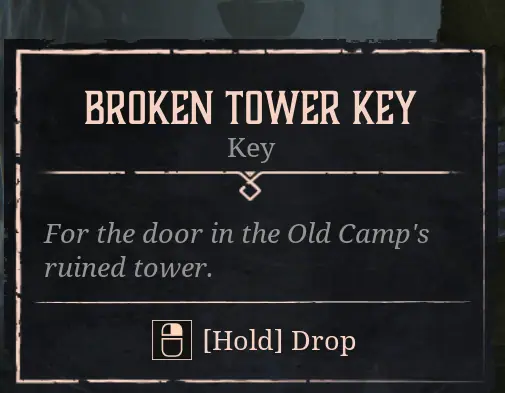 BROKEN TOWER KEY
Key
For the door in the Old Camp's
ruined tower.
[Hold] Drop